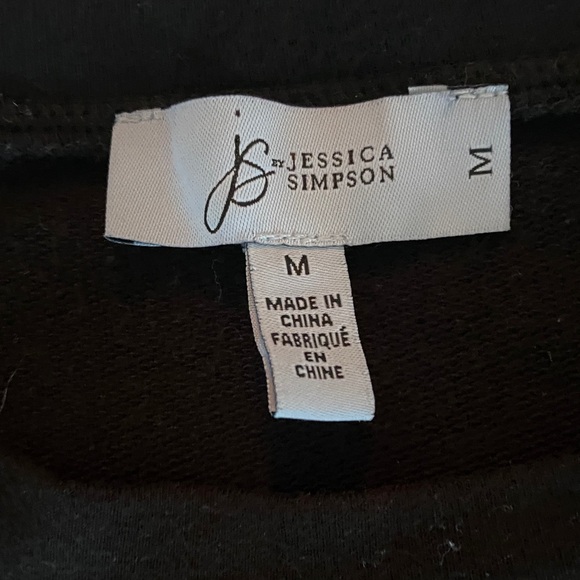 js BY JESSICA
SIMPSON
M
M
MADE IN
CHINA
FABRIQUÉ
EN
CHINE